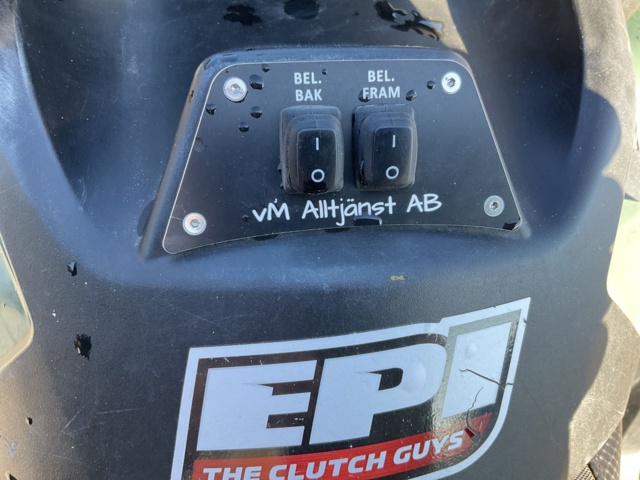 BEL. BEL.
BAK FRAM
I I
O O
vM Alltjänst AB
EPI
THE CLUTCH GUYS